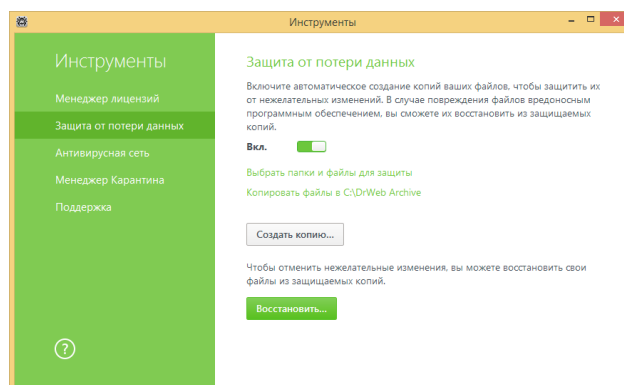 Инструменты
Инструменты
Менеджер лицензий
Защита от потери данных
Антивирусная сеть
Менеджер Карантина
Поддержка
?
Защита от потери данных
Включите автоматическое создание копий ваших файлов, чтобы защитить их
от нежелательных изменений. В случае повреждения файлов вредоносным
программным обеспечением, вы сможете их восстановить из защищаемых
копий.
Вкл.
Выбрать папки и файлы для защиты
Копировать файлы в C:\DrWeb Archive
Создать копию...
Чтобы отменить нежелательные изменения, вы можете восстановить свои
файлы из защищаемых копий.
Восстановить...